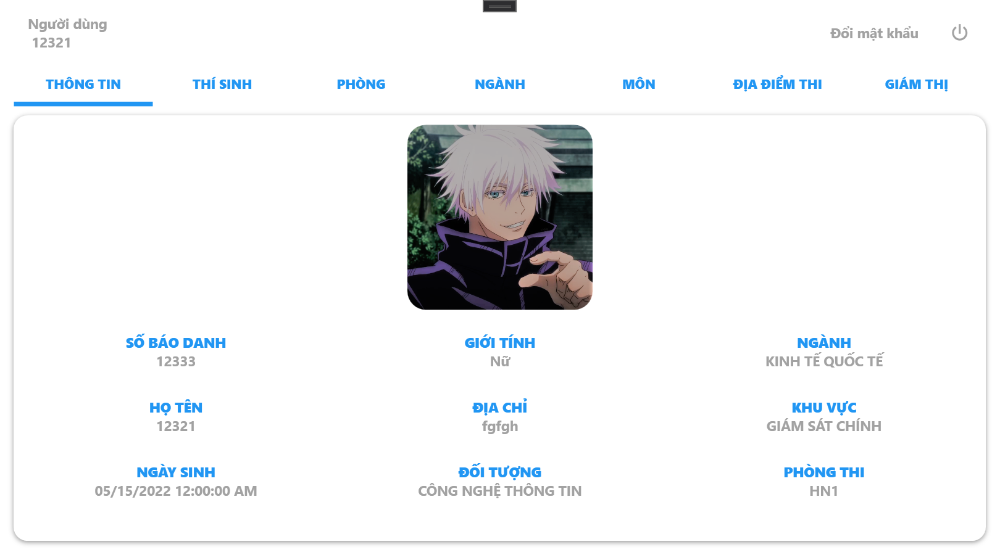 Người dùng
12321
Đổi mật khẩu
THÔNG TIN
THÍ SINH
PHÒNG
NGÀNH
MÔN
ĐỊA ĐIỂM THI
GIÁM THỊ
SỐ BÁO DANH
12333
GIỚI TÍNH
Nữ
NGÀNH
KINH TẾ QUỐC TẾ
HỌ TÊN
12321
ĐỊA CHỈ
fgfgh
KHU VỰC
GIÁM SÁT CHÍNH
NGÀY SINH
05/15/2022 12:00:00 AM
ĐỐI TƯỢNG
CÔNG NGHỆ THÔNG TIN
PHÒNG THI
HN1